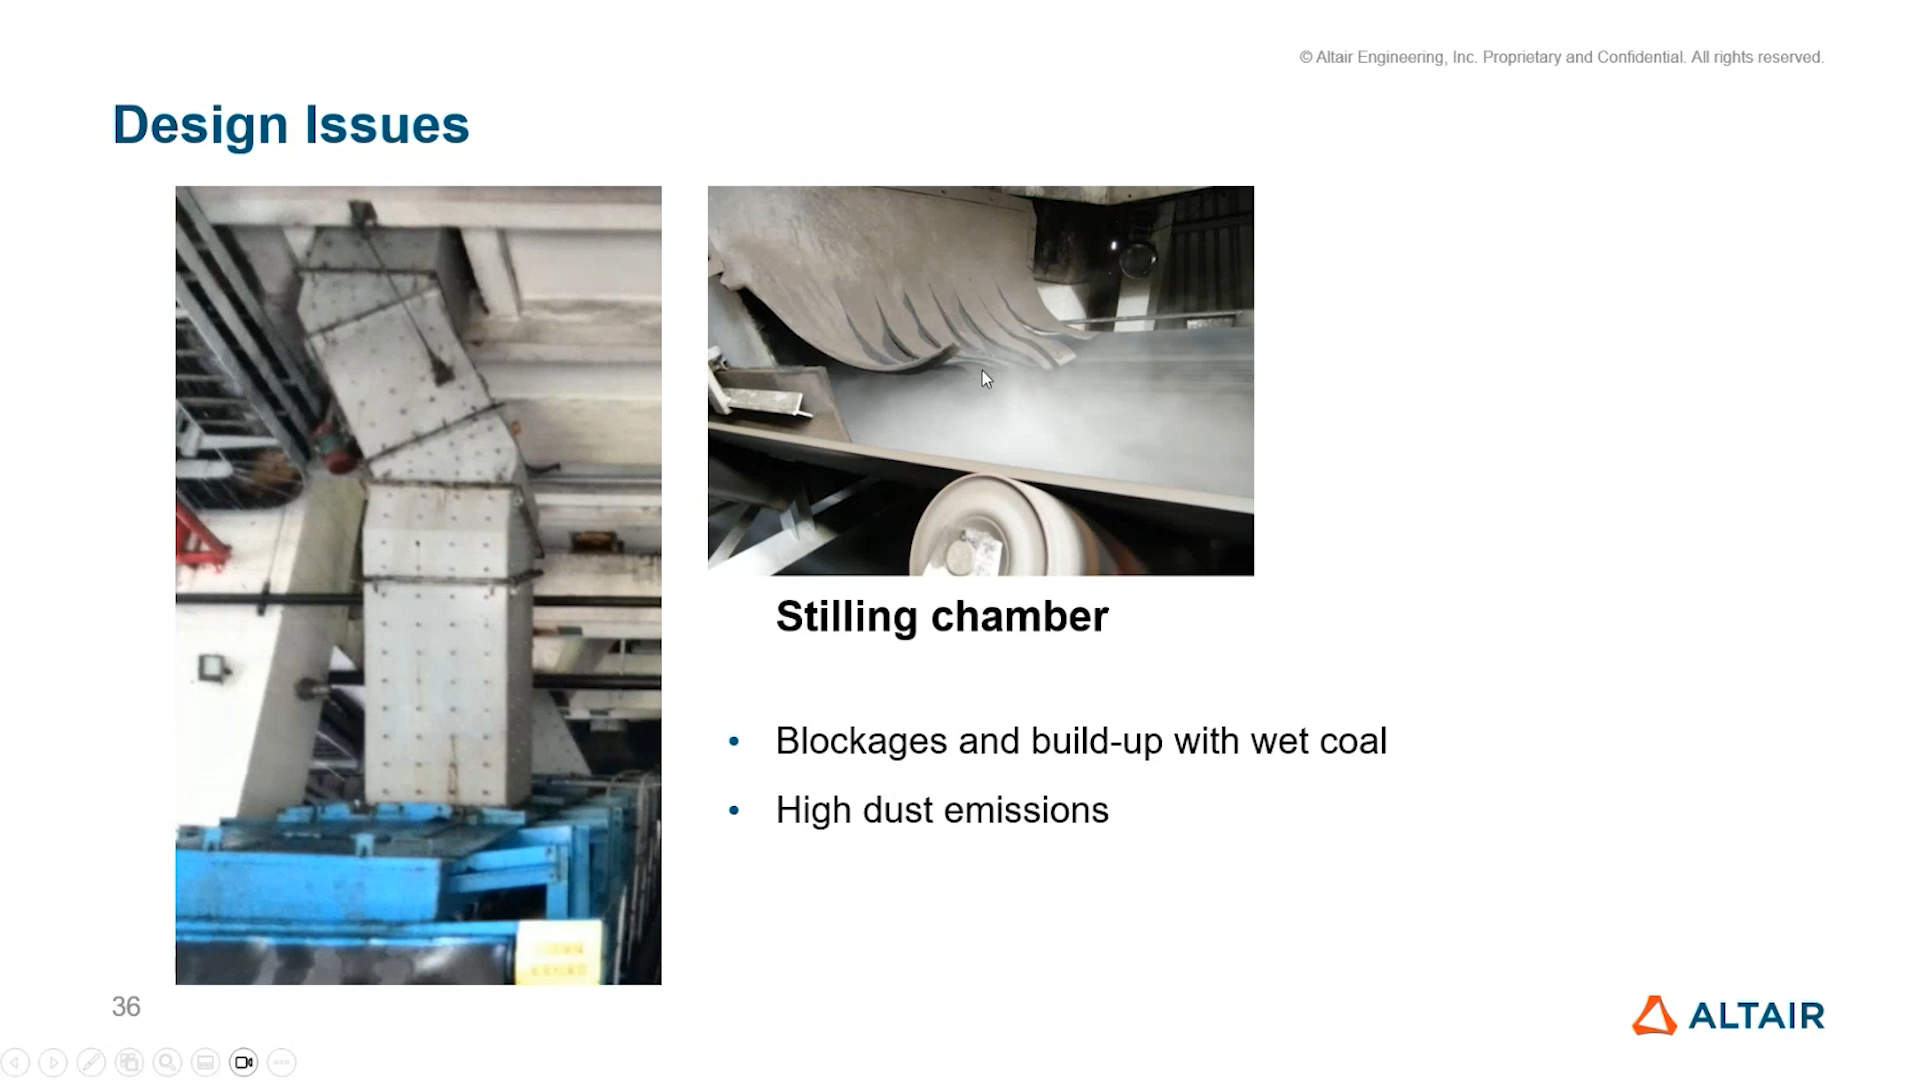 © Altair Engineering, Inc. Proprietary and Confidential. All rights reserved.
Design Issues
Stilling chamber
• Blockages and build-up with wet coal
• High dust emissions
36
ALTAIR